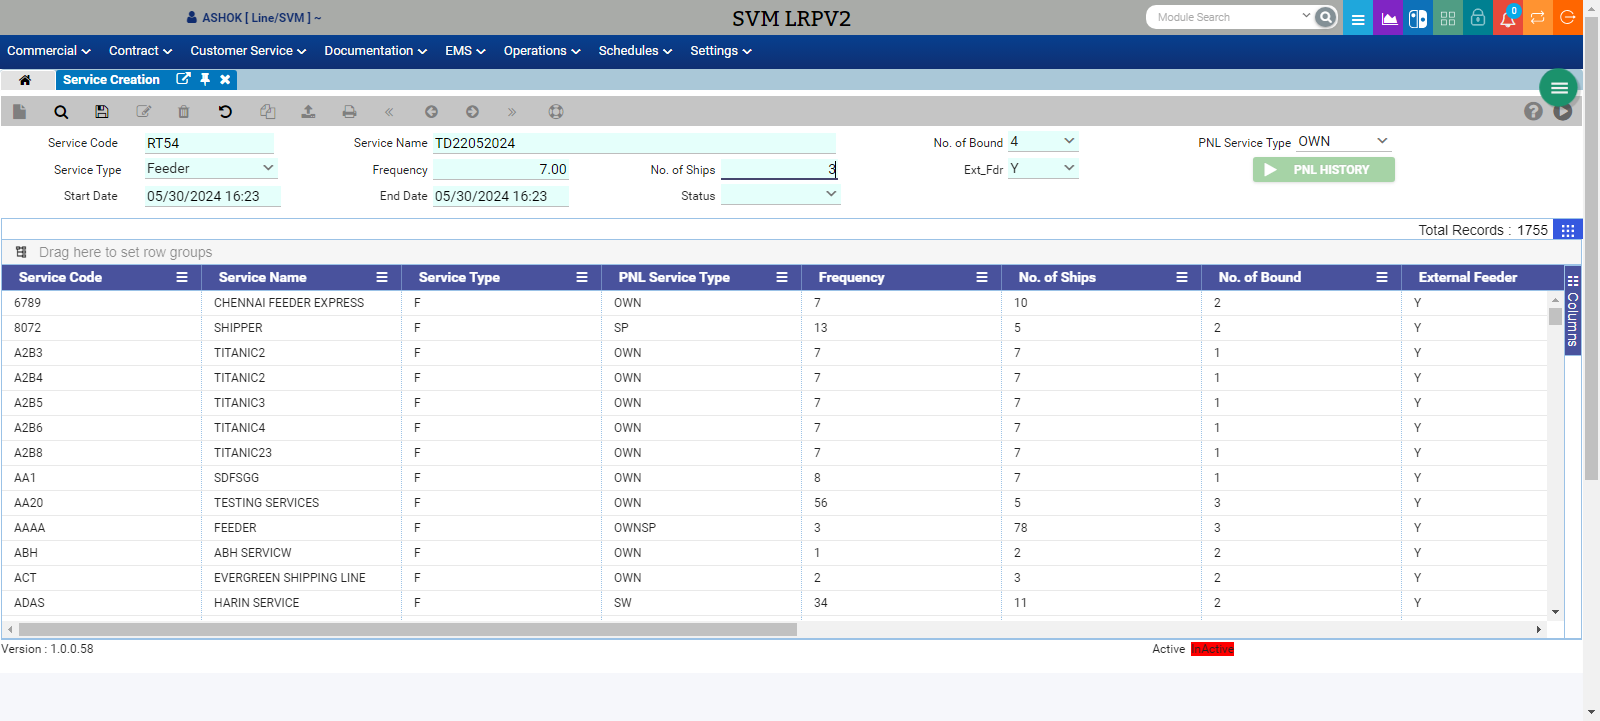 ASHOK [ Line/SVM ] ~ SVM LRPV2 Module Search 0
Commercial Contract Customer Service Documentation EMS Operations Schedules Settings
Service Creation
Service Code RT54 Service Name TD22052024 No. of Bound 4 PNL Service Type OWN
Service Type Feeder Frequency 7.00 No. of Ships 3 Ext_Fdr Y PNL HISTORY
Start Date 05/30/2024 16:23 End Date 05/30/2024 16:23 Status
Total Records : 1755
Drag here to set row groups
Service Code Service Name Service Type PNL Service Type Frequency No. of Ships No. of Bound External Feeder
Columns
6789 CHENNAI FEEDER EXPRESS F OWN 7 10 2 Y
8072 SHIPPER F SP 13 5 2 Y
A2B3 TITANIC2 F OWN 7 7 1 Y
A2B4 TITANIC2 F OWN 7 7 1 Y
A2B5 TITANIC3 F OWN 7 7 1 Y
A2B6 TITANIC4 F OWN 7 7 1 Y
A2B8 TITANIC23 F OWN 7 7 1 Y
AA1 SDFSGG F OWN 8 7 1 Y
AA20 TESTING SERVICES F OWN 56 5 3 Y
AAAA FEEDER F OWNSP 3 78 3 Y
ABH ABH SERVICW F OWN 1 2 2 Y
ACT EVERGREEN SHIPPING LINE F OWN 2 3 2 Y
ADAS HARIN SERVICE F SW 34 11 2 Y
Version : 1.0.0.58 Active InActive